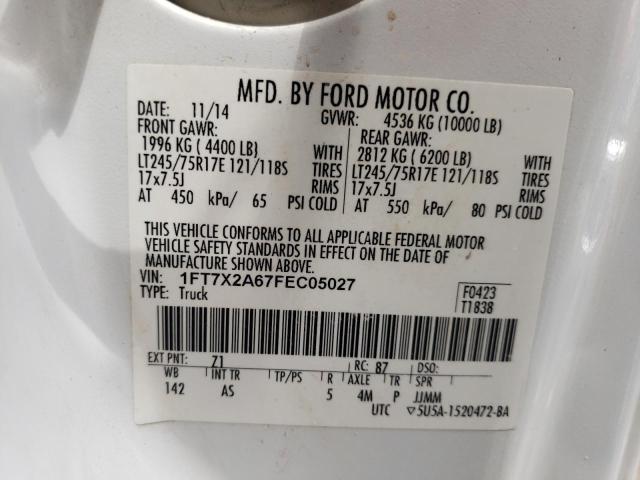 MFD. BY FORD MOTOR CO.
DATE: 11/14 GVWR: 4536 KG (10000 LB)
FRONT GAWR: REAR GAWR:
1996 KG ( 4400 LB) WITH 2812 KG ( 6200 LB) WITH
LT245/75R17E 121/118S TIRES LT245/75R17E 121/118S TIRES
17x7.5J RIMS 17x7.5J RIMS
AT 450 kPa/ 65 PSI COLD AT 550 kPa/ 80 PSI COLD
THIS VEHICLE CONFORMS TO ALL APPLICABLE FEDERAL MOTOR
VEHICLE SAFETY STANDARDS IN EFFECT ON THE DATE OF
MANUFACTURE SHOWN ABOVE.
VIN: 1FT7X2A67FEC05027 F0423
TYPE: Truck T1838
EXT PNT: Z1 RC: 87 DSO:
WB INT TR TP/PS R AXLE TR SPR
142 AS 5 4M P JJMM
UTC ▽5U5A-1520472-BA